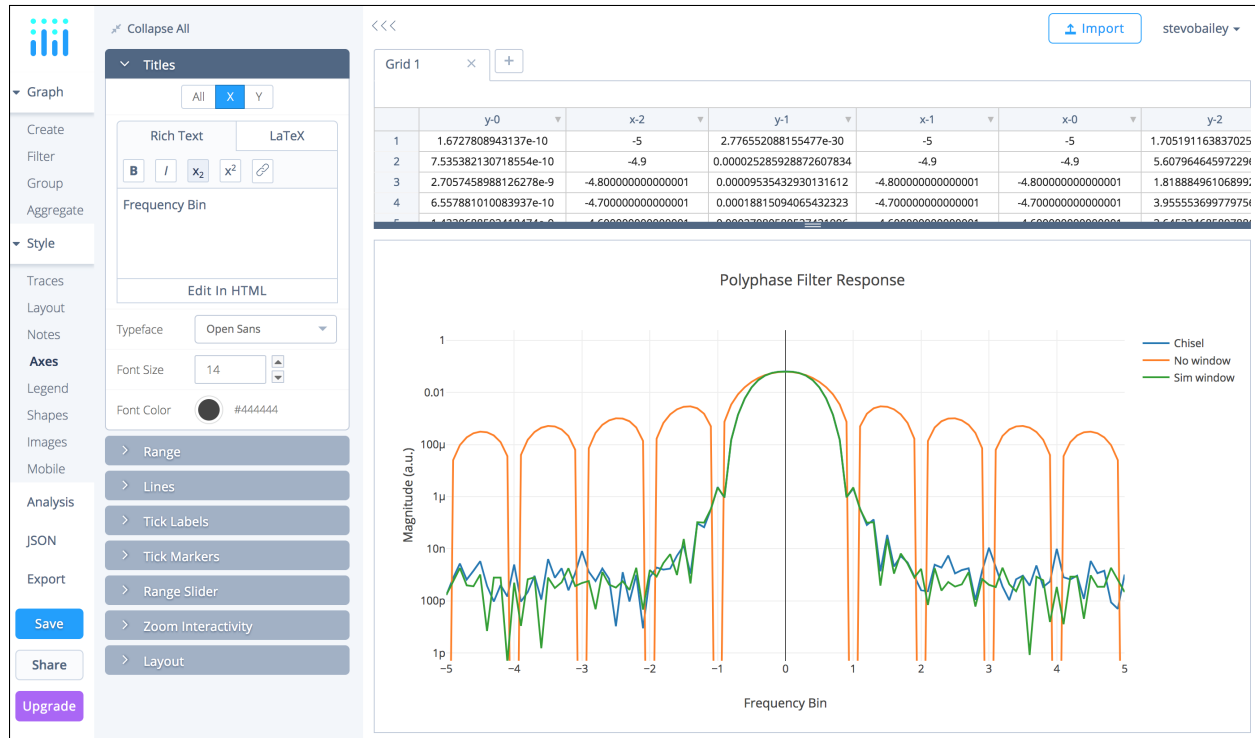 Collapse All
Import
stevobailey
Titles
Grid 1
+
Graph
All X Y
y-0 x-2 y-1 x-1 x-0 y-2
Create
Rich Text LaTeX
1 1.6727808943137e-10 -5 2.776552088155477e-30 -5 -5 1.705191163837025
Filter
2 7.535382130718554e-10 -4.9 0.000025285928872607834 -4.9 -4.9 5.607964645972296
Group
B I x2 x2
3 2.7057458988126278e-9 -4.800000000000001 0.00009535432930131612 -4.800000000000001 -4.800000000000001
Aggregate
Frequency Bin
4 6.557881010083937e-10 -4.700000000000001 0.00018815094065432323 -4.700000000000001 -4.700000000000001 3.955553699779756
Style
Traces
Edit In HTML
Polyphase Filter Response
Layout
Notes
Typeface Open Sans
Axes
Font Size 14
Legend
Font Color #444444
Shapes
Images
Range
Mobile
Lines
Analysis
Tick Labels
JSON
Tick Markers
Export
Range Slider
Save
Zoom Interactivity
Share
Layout
Upgrade
1
0.01
100μ
1μ
10n
100p
1p
Magnitude (a.u.)
Chisel
No window
Sim window
−5 −4 −3 −2 −1 0 1 2 3 4 5
Frequency Bin